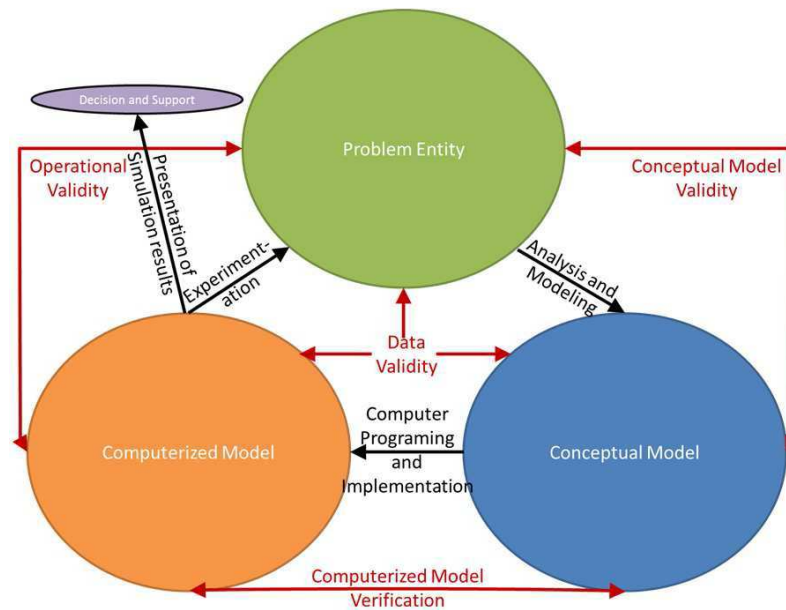 Decision and Support
Problem Entity
Operational
Validity
Presentation of
Simulation results
Conceptual Model
Validity
Experiment-
ation
Analysis and
Modeling
Data
Validity
Computer
Programing
and
Implementation
Computerized Model
Conceptual Model
Computerized Model
Verification